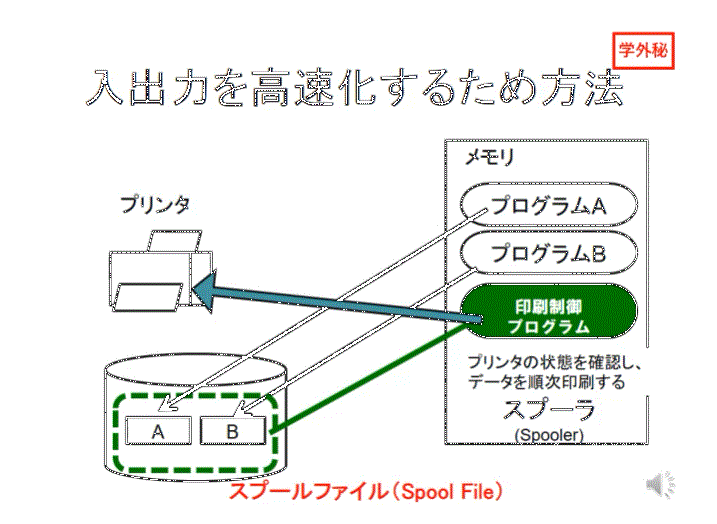 学外秘
入出力を高速化するため方法
メモリ
プリンタ
プログラムA
プログラムB
印刷制御
プログラム
プリンタの状態を確認し、
データを順次印刷する
スプーラ
(Spooler)
A
B
スプールファイル(Spool File)